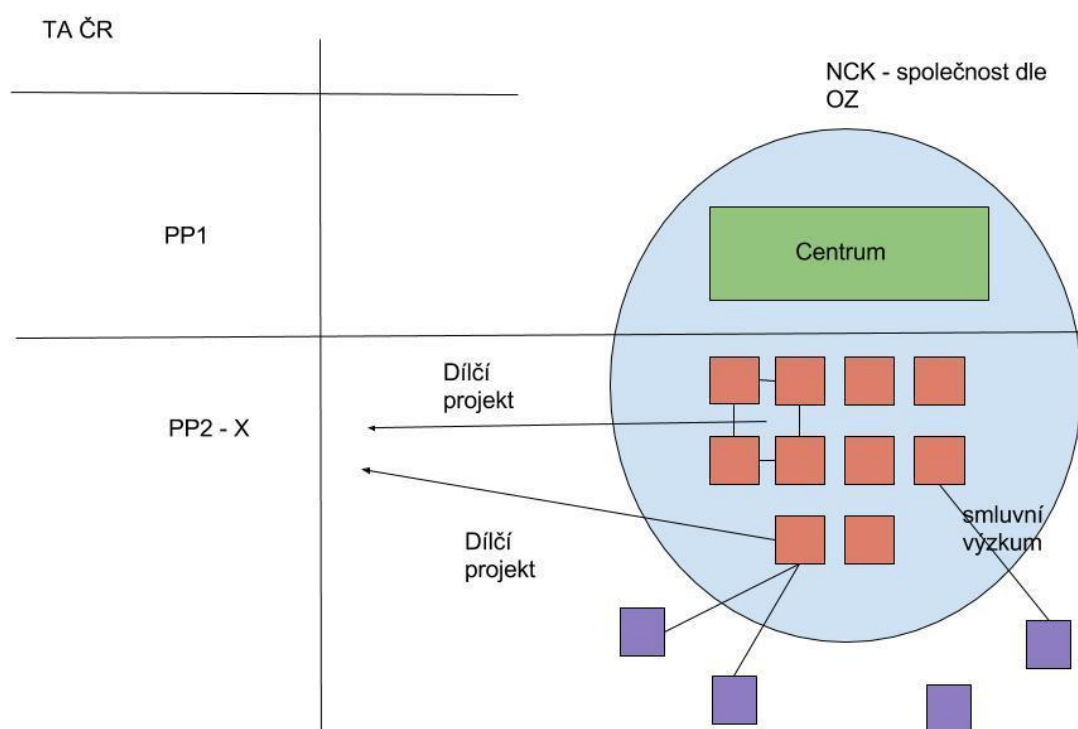 TA ČR
NCK - společnost dle
OZ
PP1
Centrum
Dílčí
projekt
PP2 - X
smluvní
výzkum
Dílčí
projekt